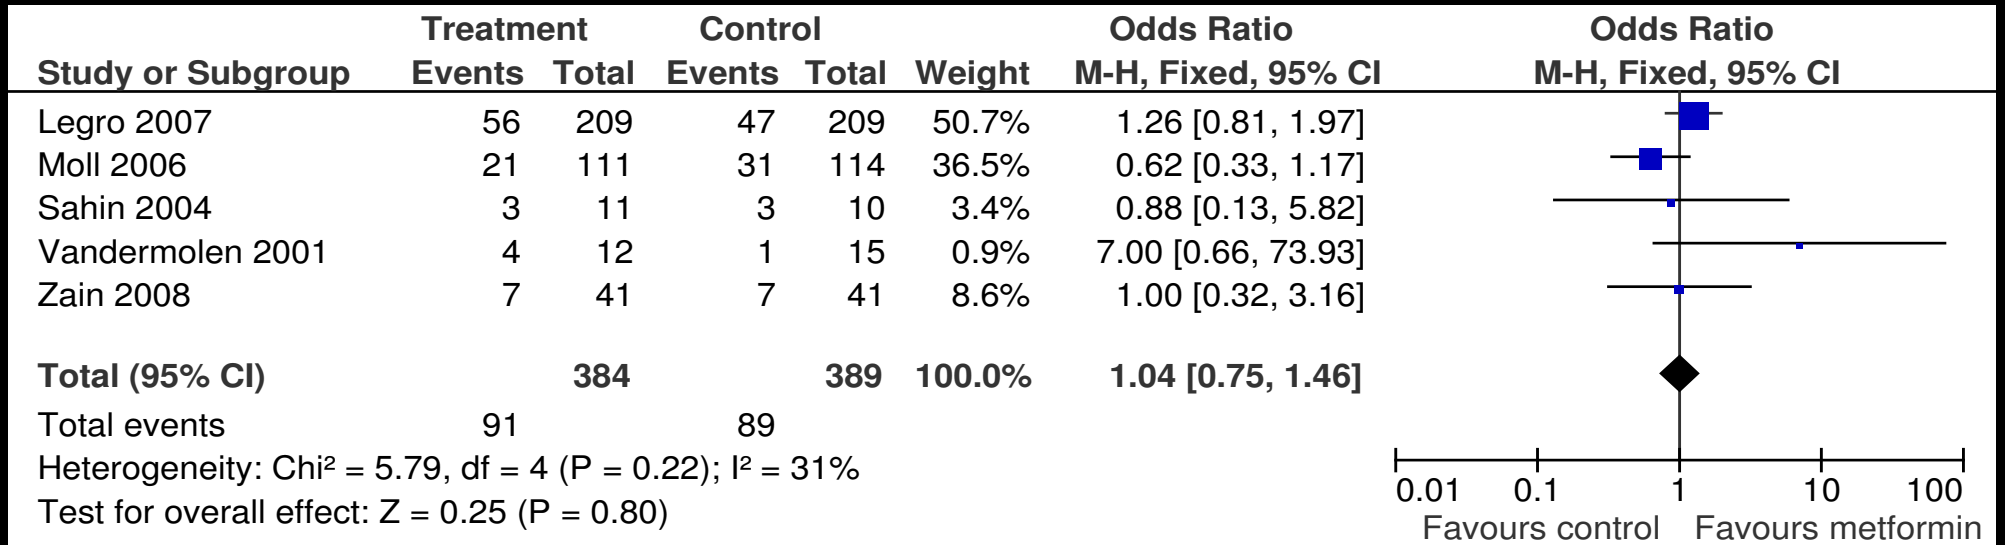 Treatment Control Odds Ratio Odds Ratio
Study or Subgroup Events Total Events Total Weight M-H, Fixed, 95% CI M-H, Fixed, 95% CI
Legro 2007 56 209 47 209 50.7% 1.26 [0.81, 1.97]
Moll 2006 21 111 31 114 36.5% 0.62 [0.33, 1.17]
Sahin 2004 3 11 3 10 3.4% 0.88 [0.13, 5.82]
Vandermolen 2001 4 12 1 15 0.9% 7.00 [0.66, 73.93]
Zain 2008 7 41 7 41 8.6% 1.00 [0.32, 3.16]
Total (95% CI) 384 389 100.0% 1.04 [0.75, 1.46]
Total events 91 89
Heterogeneity: Chi² = 5.79, df = 4 (P = 0.22); I² = 31%
Test for overall effect: Z = 0.25 (P = 0.80)
0.01 0.1 1 10 100
Favours control Favours metformin